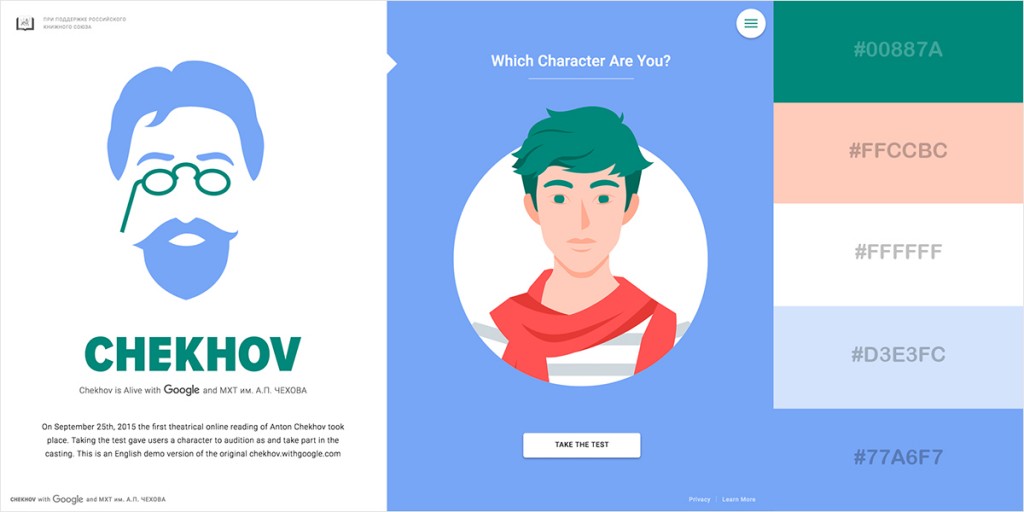 ПРИ ПОДДЕРЖКЕ РОССИЙСКОГО
КНИЖНОГО СОЮЗА
CHEKHOV
Chekhov is Alive with Google and МХТ им. А.П. ЧЕХОВА
On September 25th, 2015 the first theatrical online reading of Anton Chekhov took
place. Taking the test gave users a character to audition as and take part in the
casting. This is an English demo version of the original chekhov.withgoogle.com
CHEKHOV with Google and МХТ им. А.П. ЧЕХОВА
Which Character Are You?
TAKE THE TEST
Privacy | Learn More
#00887A
#FFCCBC
#FFFFFF
#D3E3FC
#77A6F7